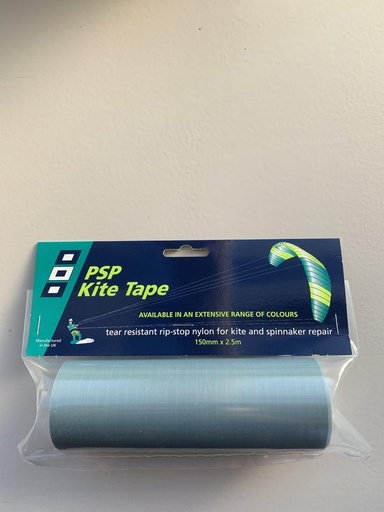 PSP
Kite Tape
AVAILABLE IN AN EXTENSIVE RANGE OF COLOURS
tear resistant rip-stop nylon for kite and spinnaker repair
150mm x 2.5m
Manufactured
in the UK